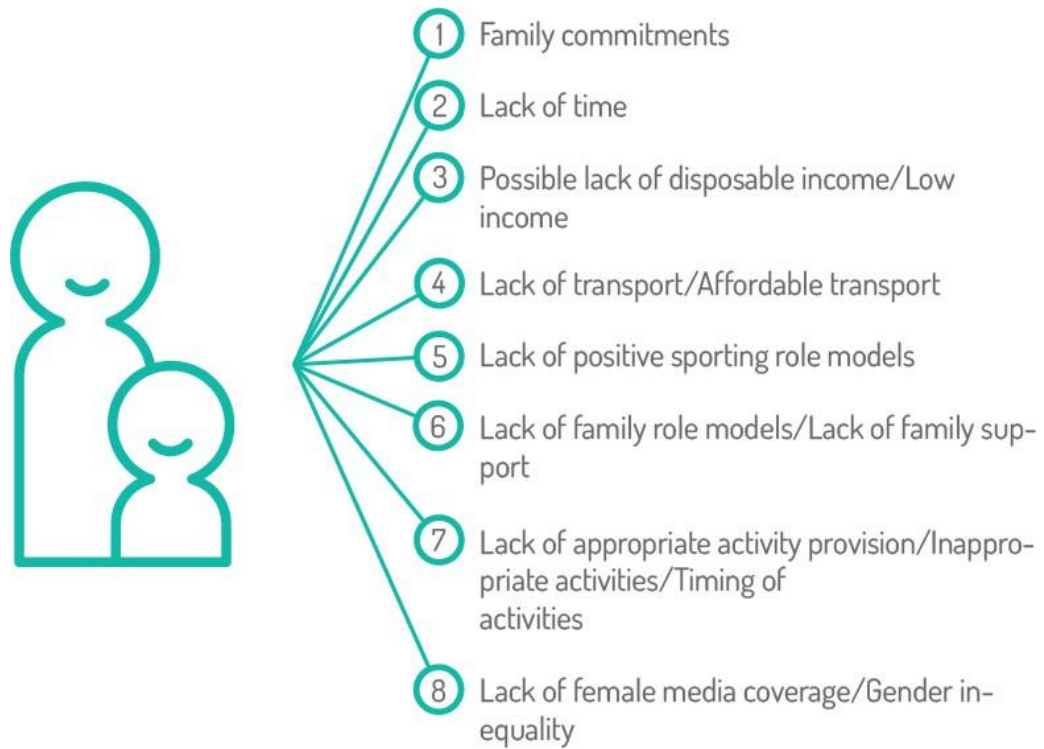 1 Family commitments
2 Lack of time
3 Possible lack of disposable income/Low
income
4 Lack of transport/Affordable transport
5 Lack of positive sporting role models
6 Lack of family role models/Lack of family sup-
port
7 Lack of appropriate activity provision/Inappro-
priate activities/Timing of
activities
8 Lack of female media coverage/Gender in-
equality